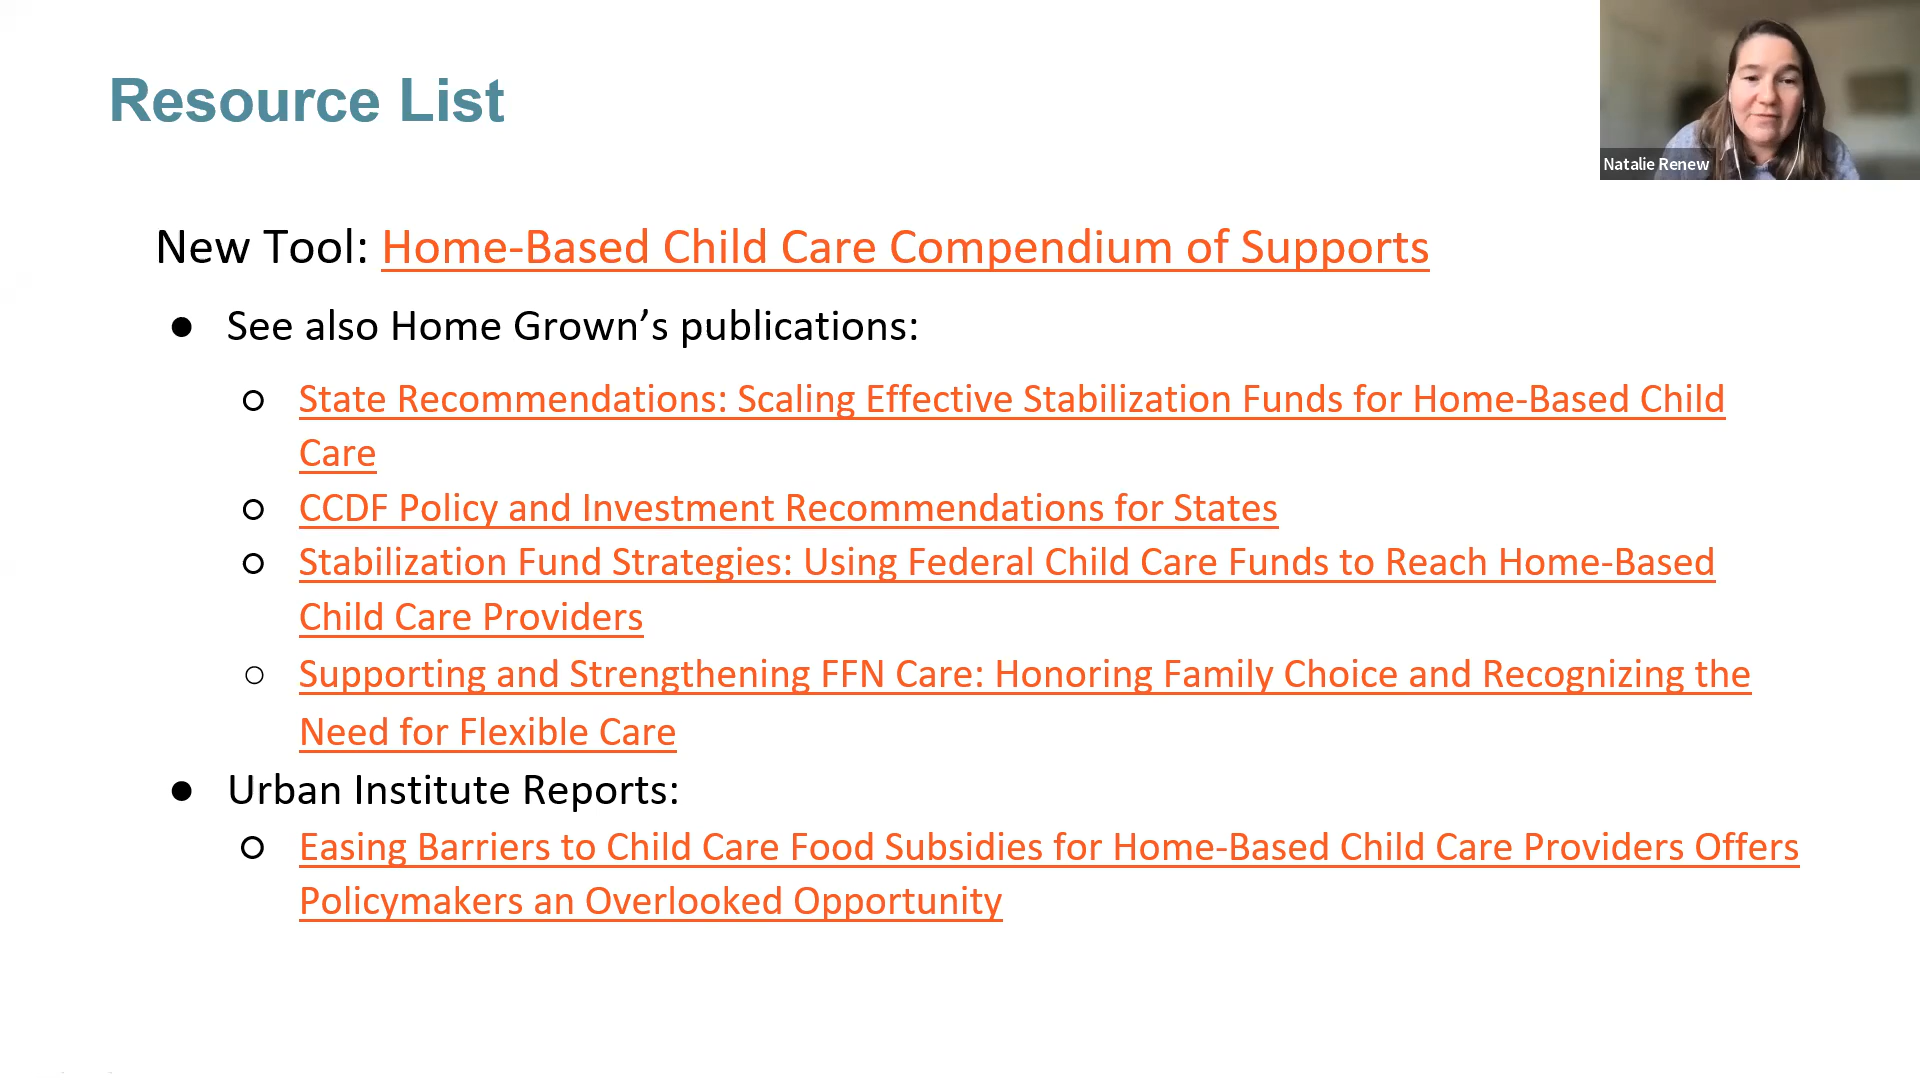 Resource List
Natalie Renew
New Tool: Home-Based Child Care Compendium of Supports
● See also Home Grown’s publications:
○ State Recommendations: Scaling Effective Stabilization Funds for Home-Based Child
Care
○ CCDF Policy and Investment Recommendations for States
○ Stabilization Fund Strategies: Using Federal Child Care Funds to Reach Home-Based
Child Care Providers
○ Supporting and Strengthening FFN Care: Honoring Family Choice and Recognizing the
Need for Flexible Care
● Urban Institute Reports:
○ Easing Barriers to Child Care Food Subsidies for Home-Based Child Care Providers Offers
Policymakers an Overlooked Opportunity